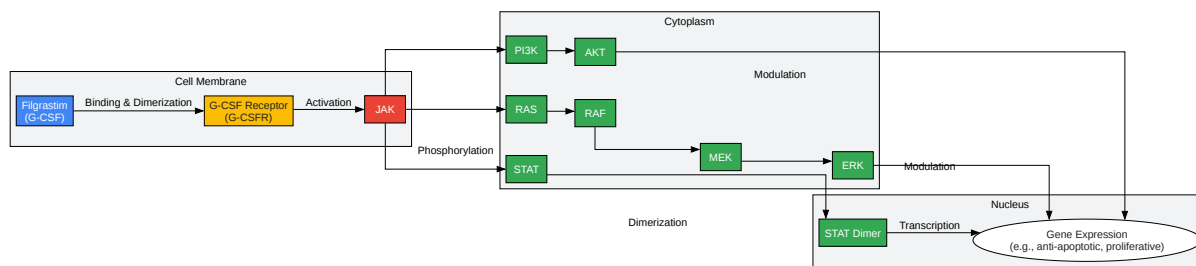 Cytoplasm
PI3K
AKT
Modulation
Cell Membrane
Filgrastim
(G-CSF)
Binding & Dimerization
G-CSF Receptor
(G-CSFR)
Activation
JAK
RAS
RAF
Phosphorylation
MEK
STAT
ERK
Modulation
Nucleus
Dimerization
STAT Dimer
Transcription
Gene Expression
(e.g., anti-apoptotic, proliferative)